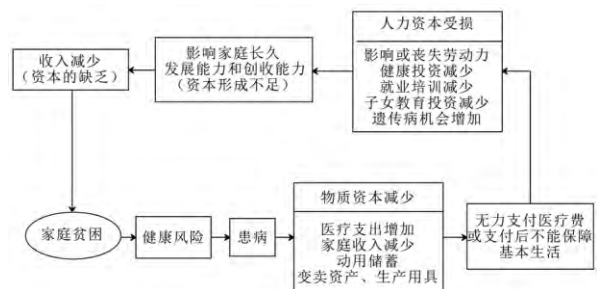 人力资本受损
影响或丧失劳动力
健康投资减少
就业培训减少
子女教育投资减少
遗传病机会增加
影响家庭长久
发展能力和创收能力
（资本形成不足）
收入减少
（资本的缺乏）
家庭贫困
健康风险
患病
物质资本减少
医疗支出增加
家庭收入减少
动用储蓄
变卖资产、生产用具
无力支付医疗费
或支付后不能保障
基本生活